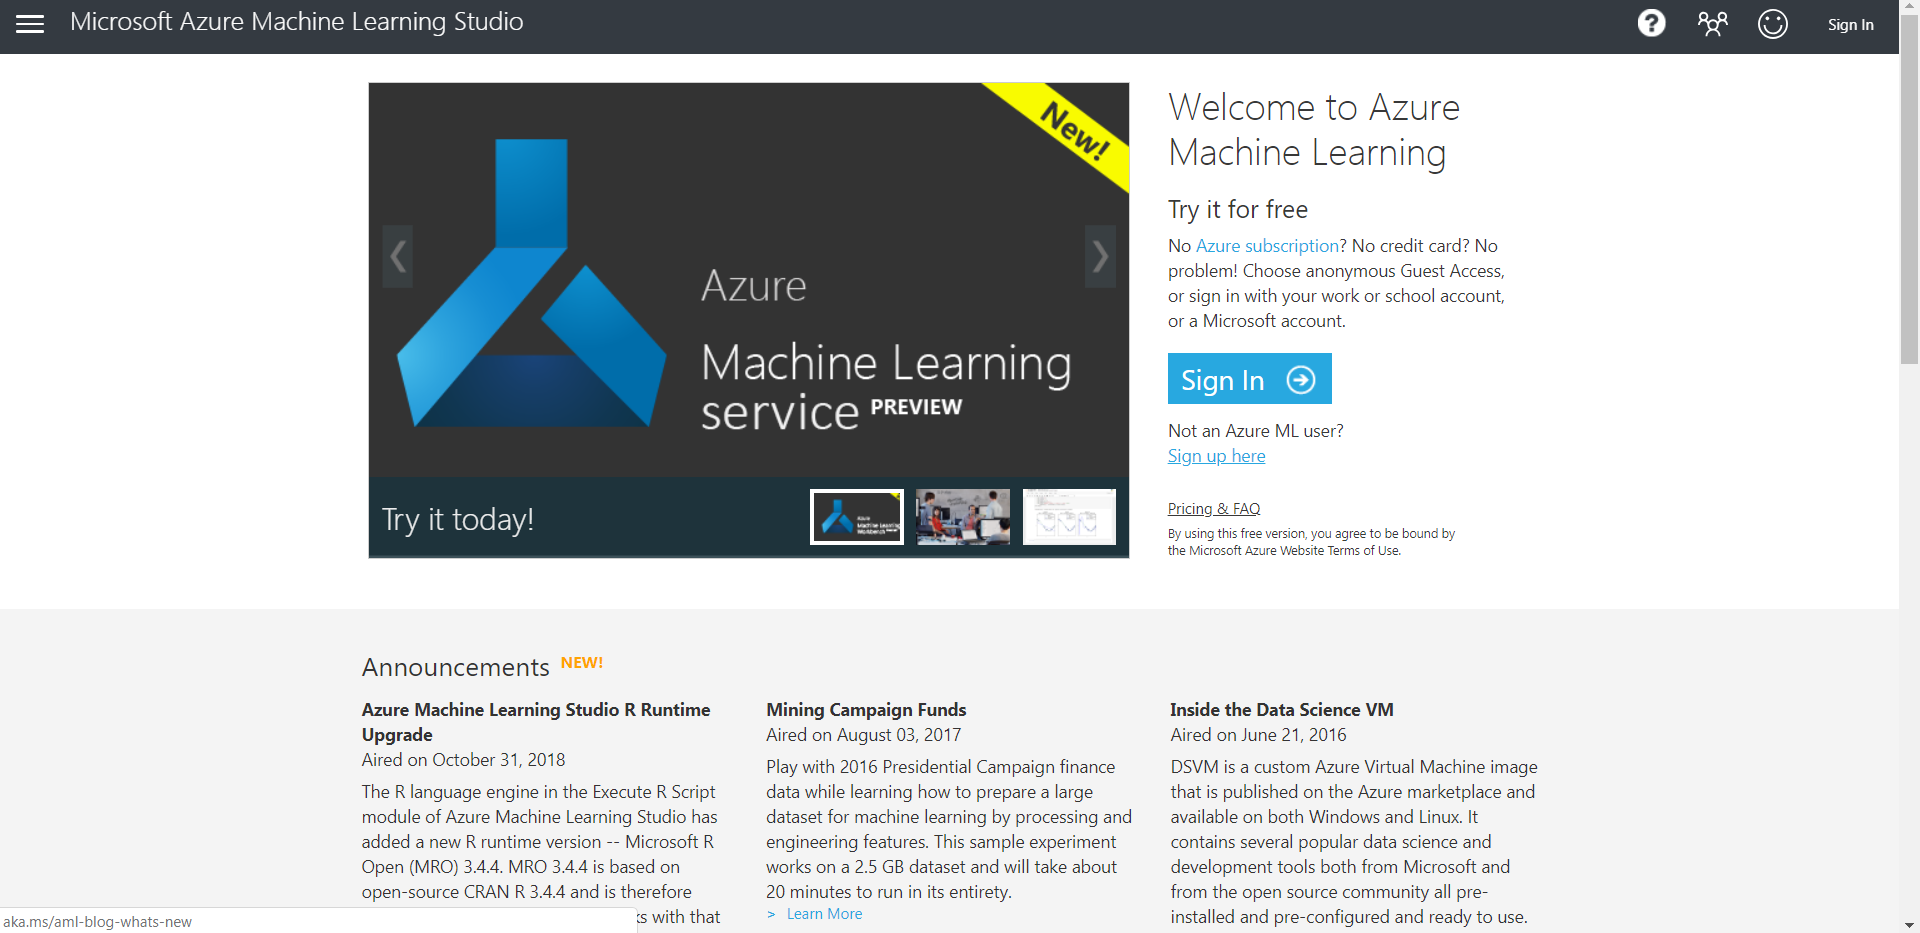 Microsoft Azure Machine Learning Studio
?
Sign In
New!
Azure
Machine Learning
service PREVIEW
Try it today!
Welcome to Azure
Machine Learning
Try it for free
No Azure subscription? No credit card? No
problem! Choose anonymous Guest Access,
or sign in with your work or school account,
or a Microsoft account.
Sign In
Not an Azure ML user?
Sign up here
Pricing & FAQ
By using this free version, you agree to be bound by
the Microsoft Azure Website Terms of Use.
Announcements NEW!
Azure Machine Learning Studio R Runtime
Upgrade
Aired on October 31, 2018
The R language engine in the Execute R Script
module of Azure Machine Learning Studio has
added a new R runtime version -- Microsoft R
Open (MRO) 3.4.4. MRO 3.4.4 is based on
open-source CRAN R 3.4.4 and is therefore
ks with that
Mining Campaign Funds
Aired on August 03, 2017
Play with 2016 Presidential Campaign finance
data while learning how to prepare a large
dataset for machine learning by processing and
engineering features. This sample experiment
works on a 2.5 GB dataset and will take about
20 minutes to run in its entirety.
> Learn More
Inside the Data Science VM
Aired on June 21, 2016
DSVM is a custom Azure Virtual Machine image
that is published on the Azure marketplace and
available on both Windows and Linux. It
contains several popular data science and
development tools both from Microsoft and
from the open source community all pre-
installed and pre-configured and ready to use.
aka.ms/aml-blog-whats-new